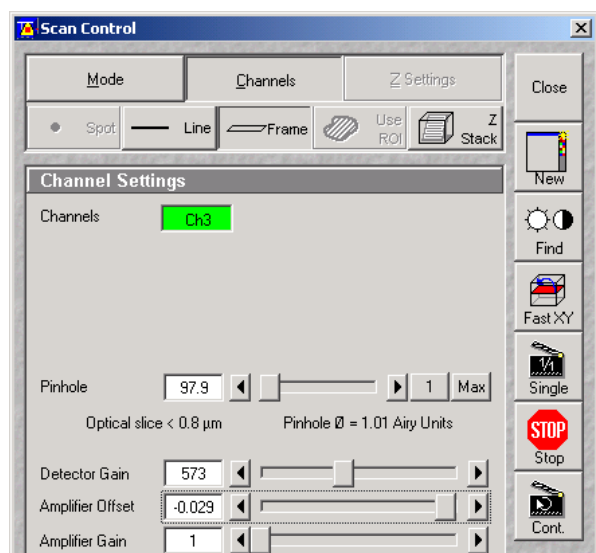 Scan Control
Mode Channels Z Settings Close
Spot Line Frame Use ROI Z Stack
New
Channel Settings
Channels Ch3
Find
Fast XY
Pinhole 97.9 1 Max
1/1
Single
Optical slice < 0.8 µm Pinhole Ø = 1.01 Airy Units
STOP
Stop
Detector Gain 573
Amplifier Offset -0.029
Amplifier Gain 1
Cont.